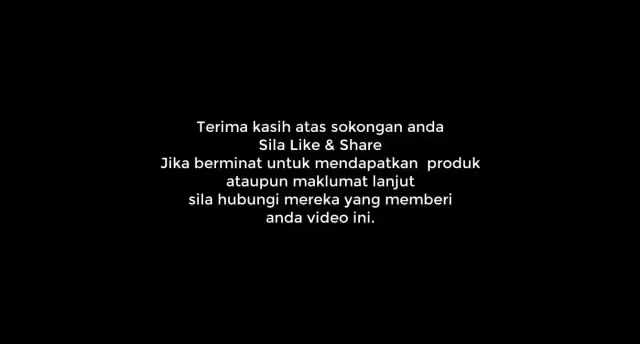 Terima kasih atas sokongan anda
Sila Like & Share
Jika berminat untuk mendapatkan produk
ataupun maklumat lanjut
sila hubungi mereka yang memberi
anda video ini.